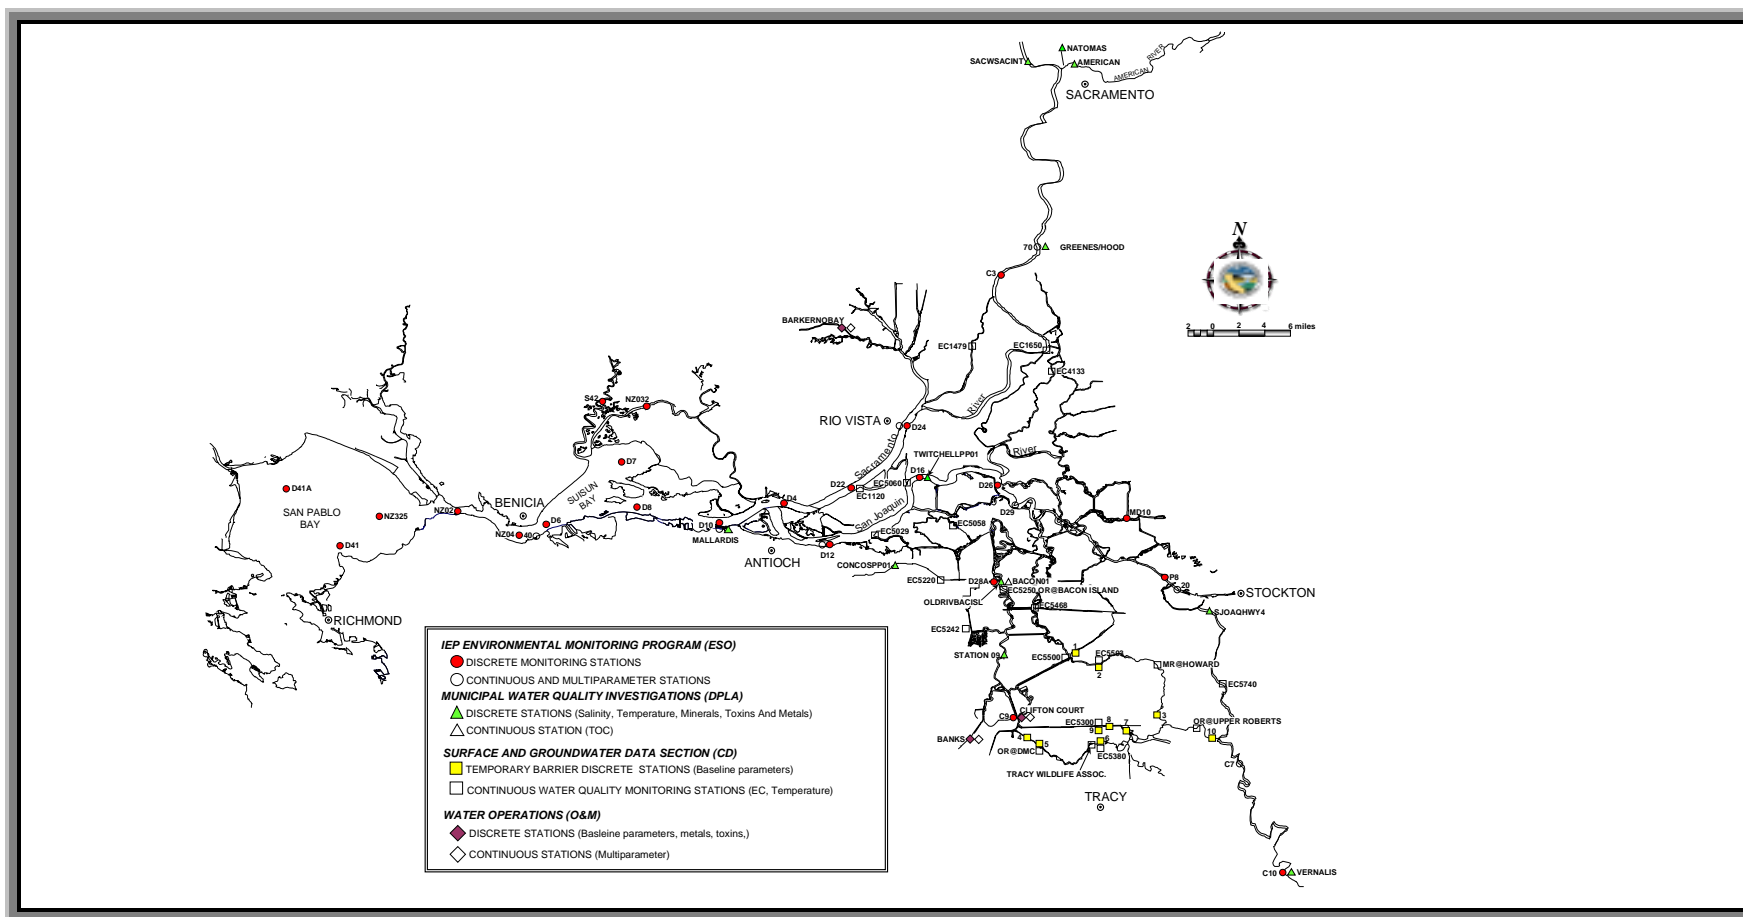 NATOMAS
SACWSACINT
AMERICAN
AMERICAN
RIVER
SACRAMENTO
70
GREENES/HOOD
C3
N
2 0 2 4 6 miles
BARKERNOBAY
EC1479
EC1650
EC4133
S42
NZ032
RIO VISTA
River
D24
Sacramento
River
TWITCHELLPP01
D7
D16
D41A
D22
EC5060
D26
EC1120
BENICIA
SUISUN
BAY
D4
D8
NZ02
SAN PABLO
BAY
NZ325
D29
MD10
San Joaquin
D6
D10
EC5058
MALLARDIS
NZ04
40
EC5029
D41
D12
ANTIOCH
CONCOSPP01
EC5220
D28A
BACON01
P8
20
EC5250 OR@BACON ISLAND
STOCKTON
OLDRIVBACISL
EC5468
SJOAQHWY4
RICHMOND
EC5242
STATION 09
EC5500
1
EC5503
2
MR@HOWARD
EC5740
C9
CLIFTON COURT
3
EC5300
8
7
OR@UPPER ROBERTS
9
10
BANKS
4
5
6
OR@DMC
EC5380
C7
TRACY WILDLIFE ASSOC.
TRACY
C10
VERNALIS
IEP ENVIRONMENTAL MONITORING PROGRAM (ESO)
DISCRETE MONITORING STATIONS
CONTINUOUS AND MULTIPARAMETER STATIONS
MUNICIPAL WATER QUALITY INVESTIGATIONS (DPLA)
DISCRETE STATIONS (Salinity, Temperature, Minerals, Toxins And Metals)
CONTINUOUS STATION (TOC)
SURFACE AND GROUNDWATER DATA SECTION (CD)
TEMPORARY BARRIER DISCRETE STATIONS (Baseline parameters)
CONTINUOUS WATER QUALITY MONITORING STATIONS (EC, Temperature)
WATER OPERATIONS (O&M)
DISCRETE STATIONS (Basleine parameters, metals, toxins,)
CONTINUOUS STATIONS (Multiparameter)